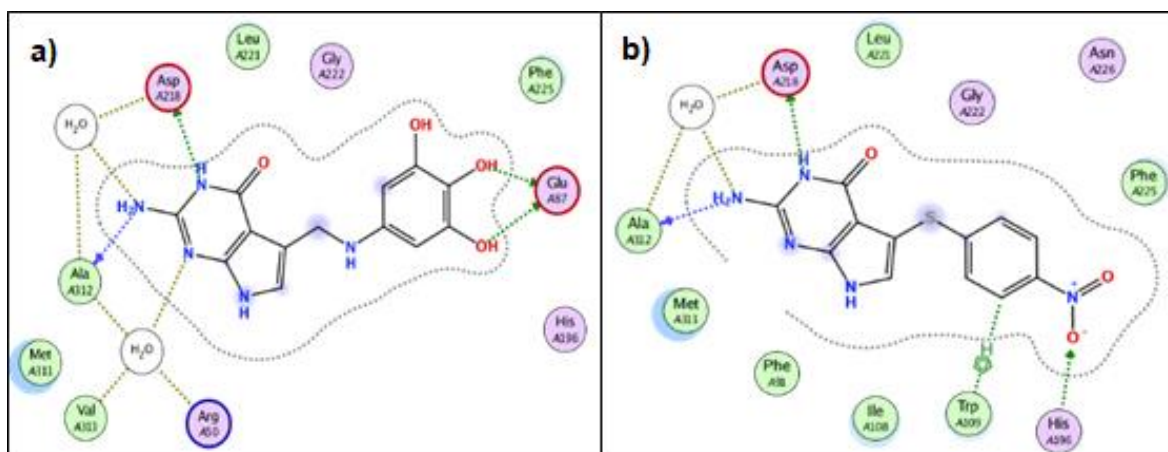 a)
Leu
A221
Gly
A222
Asp
A218
Phe
A225
H₂O
OH
H
N
O
OH
H₂N
Glu
N
OH
N
H
Ala
A312
N
H
His
A196
H₂O
Met
A311
Val
A313
Arg
A50
b)
Leu
A221
Asn
A226
Asp
A218
Gly
A222
H₂O
H
N
O
Phe
A225
H₂N
S
Ala
A312
N
N⁺
O
N
H
O⁻
Met
A311
H
Phe
Ile
A108
Trp
A109
His
A196